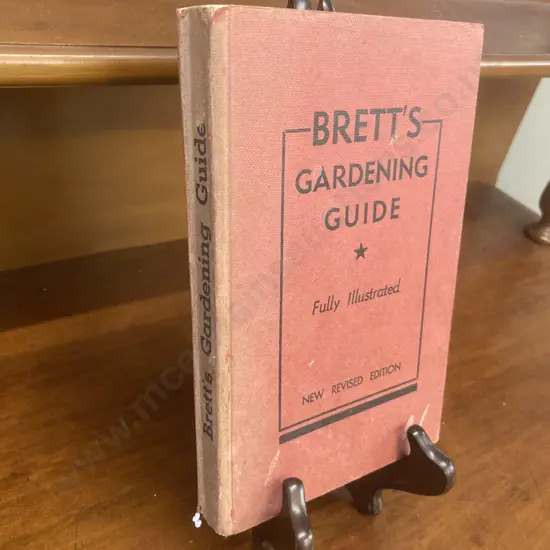 BRETT'S
GARDENING
GUIDE
Fully Illustrated
NEW REVISED EDITION
Brett's Gardening Guide